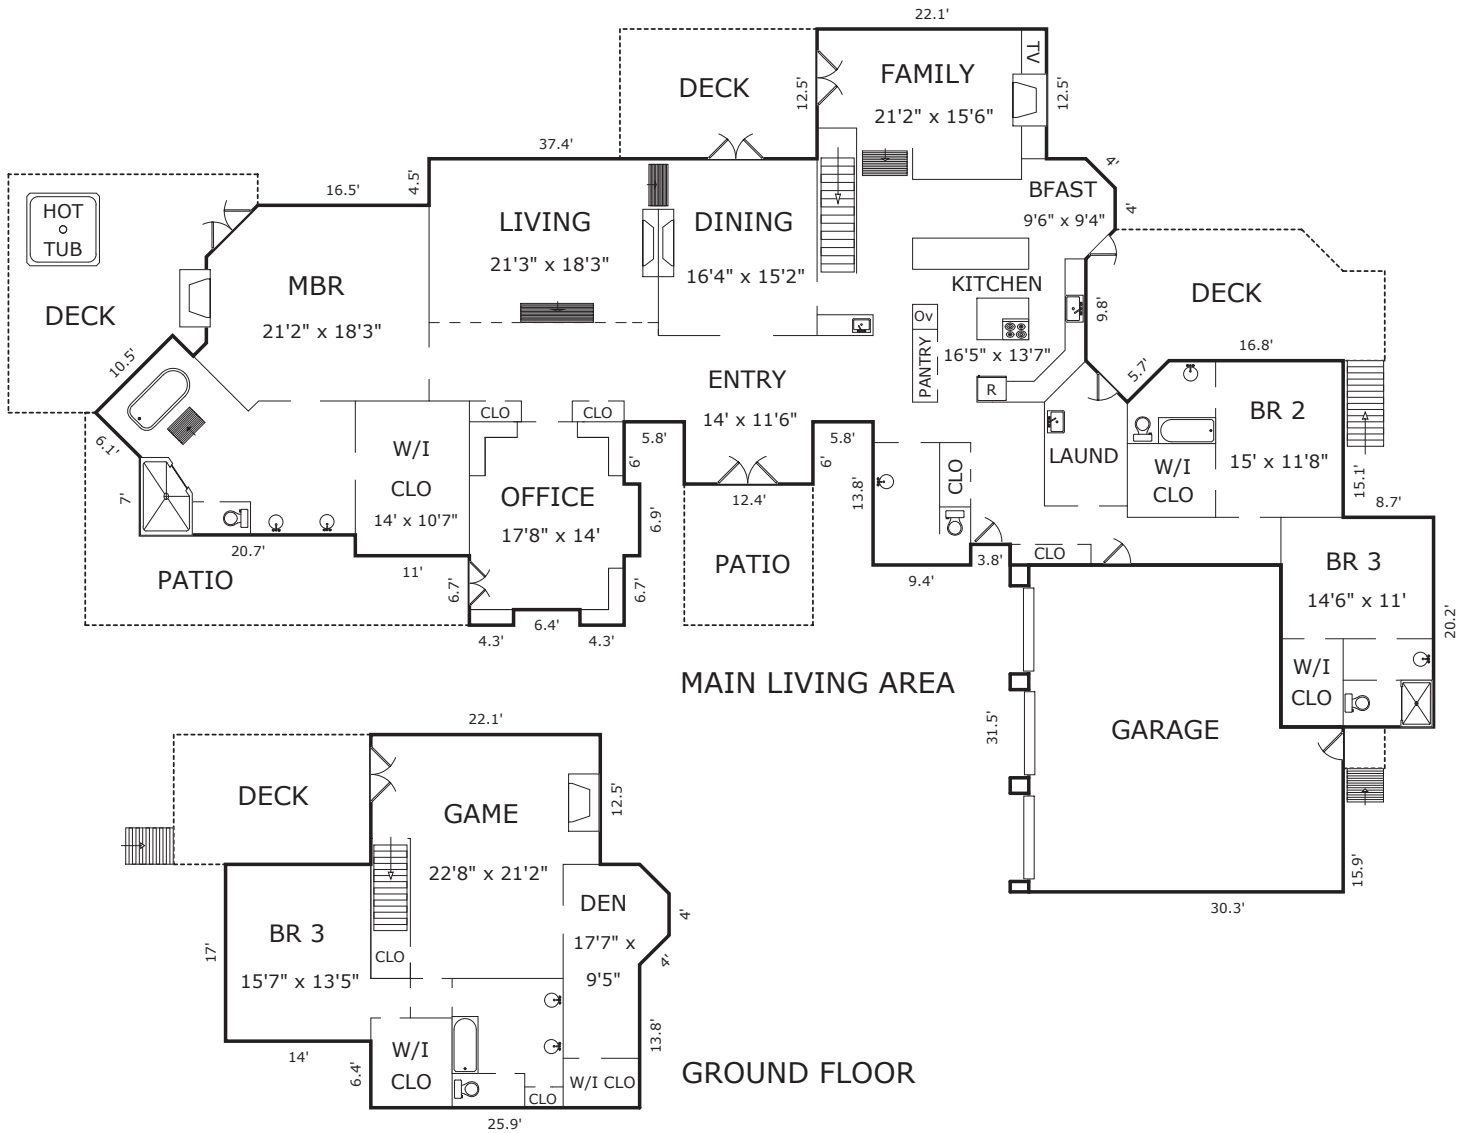 22.1'
DECK
12.5'
FAMILY
21'2" x 15'6"
TV
12.5'
37.4'
4.5'
16.5'
HOT
TUB
DECK
MBR
21'2" x 18'3"
LIVING
21'3" x 18'3"
DINING
16'4" x 15'2"
BFAST
9'6" x 9'4"
4'
4'
KITCHEN
16'5" x 13'7"
Ov
PANTRY
R
9.8'
DECK
16.8'
5.7'
10.5'
6.1'
7'
ENTRY
14' x 11'6"
CLO
CLO
W/I
CLO
14' x 10'7"
OFFICE
17'8" x 14'
5.8'
6'
12.4'
5.8'
6'
6.9'
6.7'
6.7'
20.7'
11'
PATIO
4.3'
6.4'
4.3'
PATIO
13.8'
CLO
9.4'
3.8'
CLO
LAUND
W/I
CLO
BR 2
15' x 11'8"
15.1'
8.7'
BR 3
14'6" x 11'
20.2'
W/I
CLO
MAIN LIVING AREA
31.5'
GARAGE
15.9'
30.3'
22.1'
DECK
GAME
22'8" x 21'2"
12.5'
DEN
17'7" x
9'5"
4'
4'
17'
BR 3
15'7" x 13'5"
CLO
14'
6.4'
W/I
CLO
CLO
W/I CLO
13.8'
25.9'
GROUND FLOOR